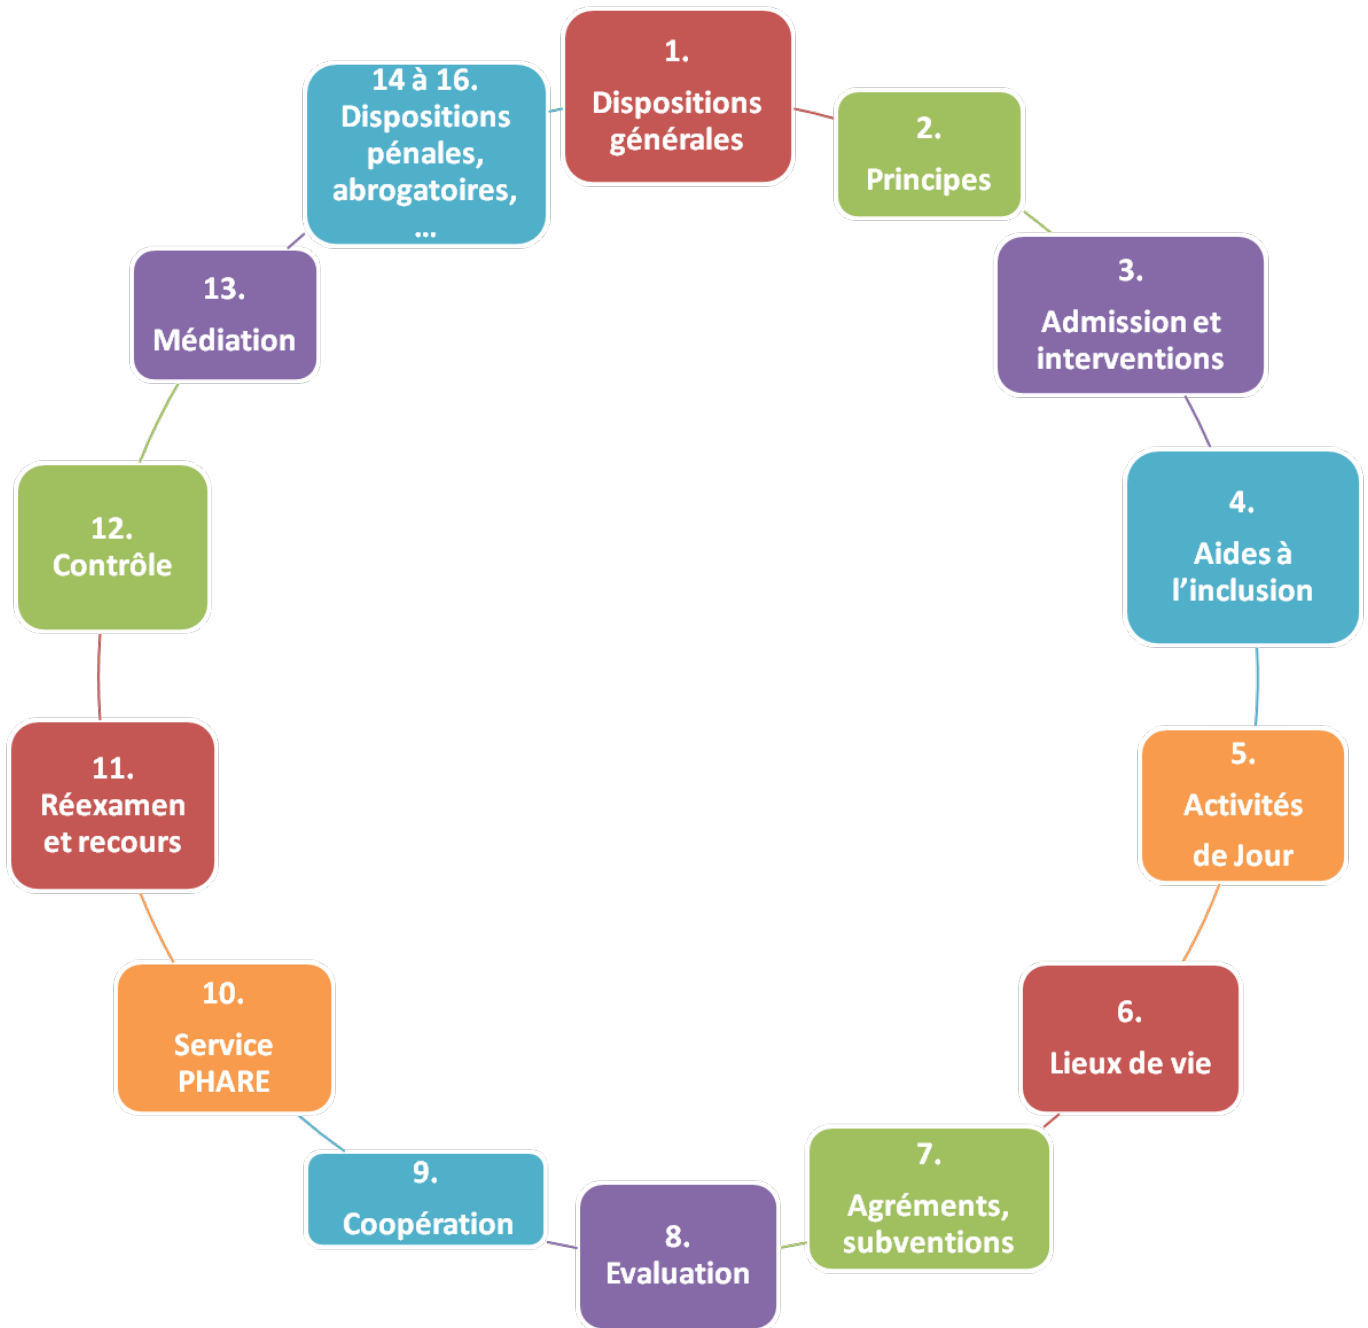 1.
Dispositions
générales
2.
Principes
3.
Admission et
interventions
4.
Aides à
l'inclusion
5.
Activités
de Jour
6.
Lieux de vie
7.
Agréments,
subventions
8.
Evaluation
9.
Coopération
10.
Service
PHARE
11.
Réexamen
et recours
12.
Contrôle
13.
Médiation
14 à 16.
Dispositions
pénales,
abrogatoires,
...